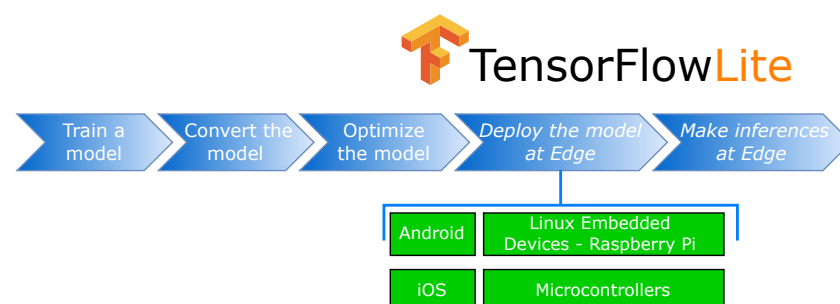 TensorFlowLite
Train a
model
Convert the
model
Optimize
the model
Deploy the model
at Edge
Make inferences
at Edge
Android
Linux Embedded
Devices - Raspberry Pi
iOS
Microcontrollers